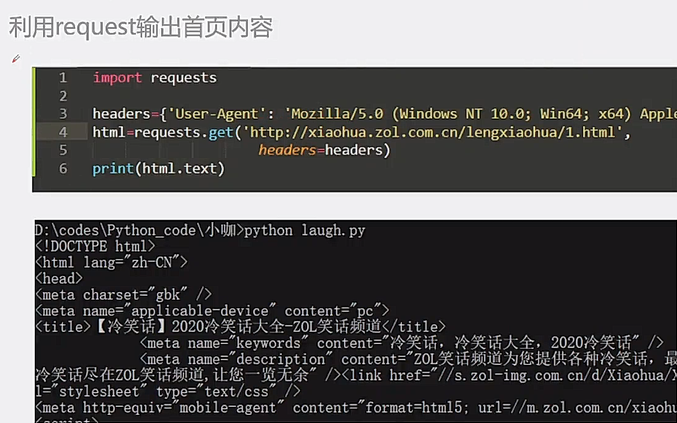 利用request输出首页内容
1 import requests
2
3 headers={'User-Agent': 'Mozilla/5.0 (Windows NT 10.0; Win64; x64) Apple
4 html=requests.get('http://xiaohua.zol.com.cn/lengxiaohua/1.html',
5 headers=headers)
6 print(html.text)
D:\codes\Python_code\小咖>python laugh.py
<!DOCTYPE html>
<html lang="zh-CN">
<head>
<meta charset="gbk" />
<meta name="applicable-device" content="pc">
<title>【冷笑话】2020冷笑话大全-ZOL笑话频道</title>
<meta name="keywords" content="冷笑话，冷笑话大全，2020冷笑话" />
<meta name="description" content="ZOL笑话频道为您提供各种冷笑话，最
冷笑话尽在ZOL笑话频道,让您一览无余" /><link href="//s.zol-img.com.cn/d/Xiaohua/X
l="stylesheet" type="text/css" />
<meta http-equiv="mobile-agent" content="format=html5; url=//m.zol.com.cn/xiaohu
<script>